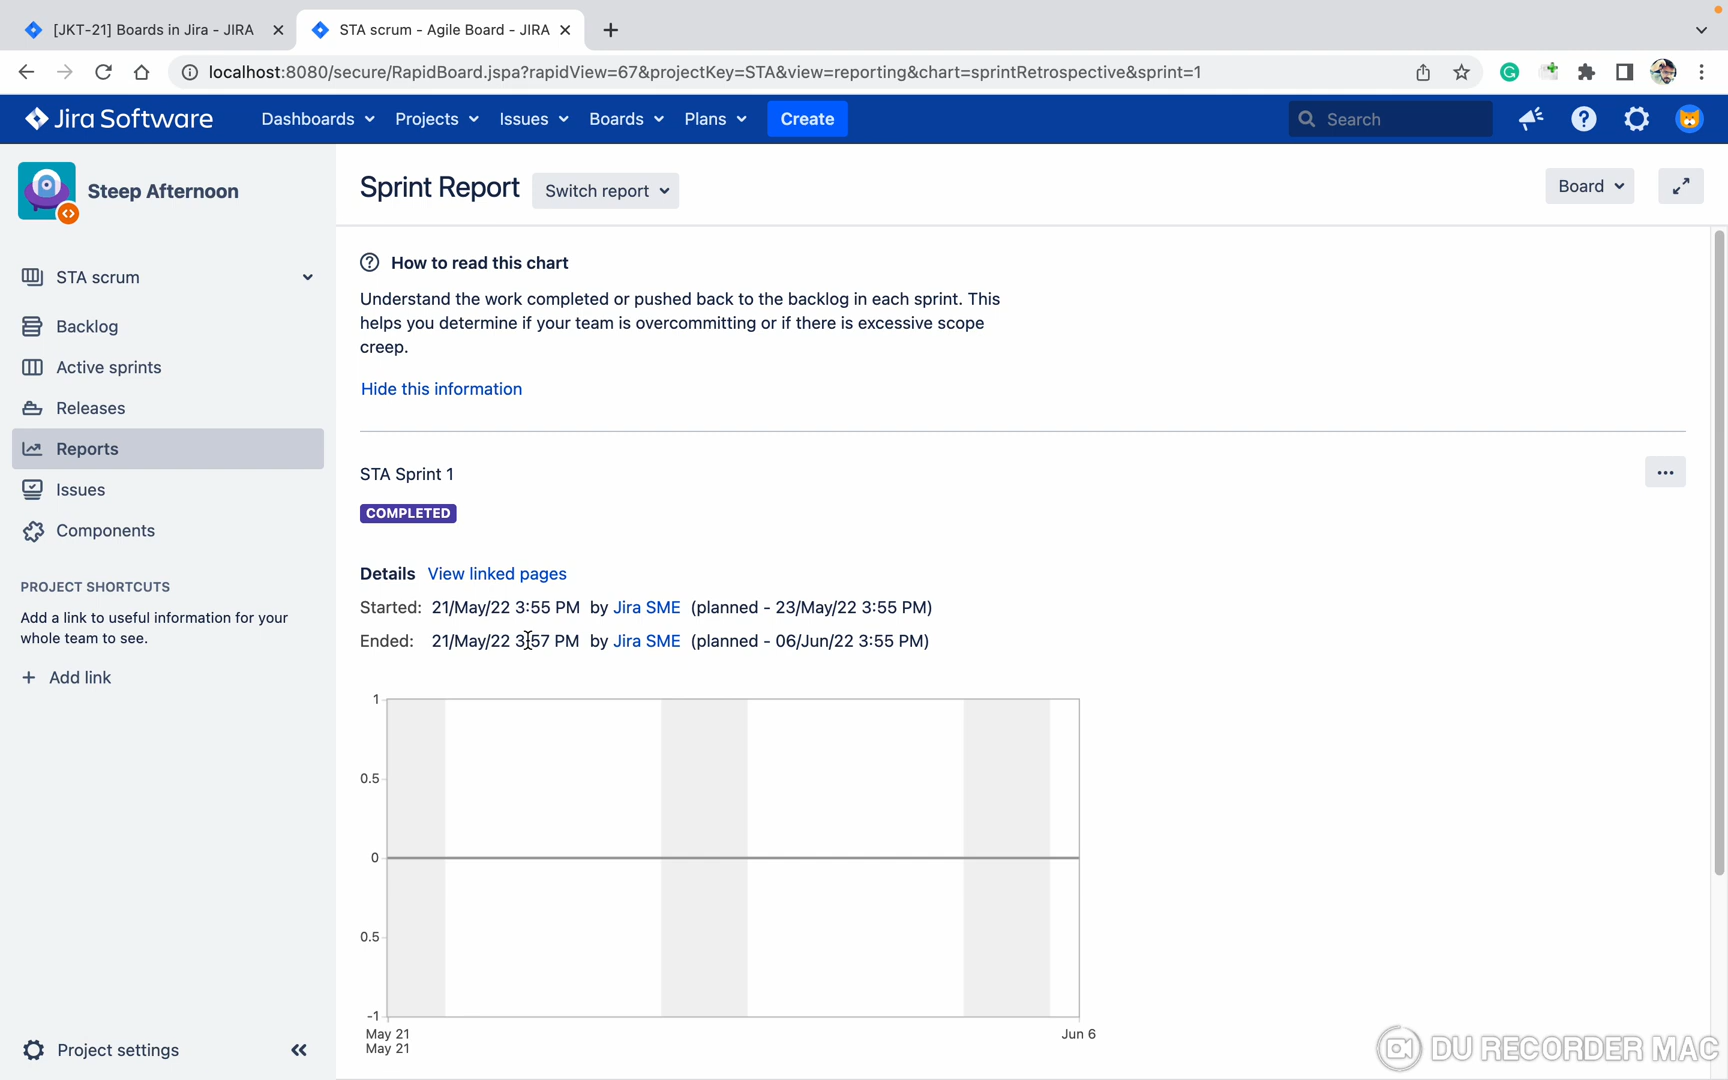 [JKT-21] Boards in Jira - JIRA
STA scrum - Agile Board - JIRA
localhost:8080/secure/RapidBoard.jspa?rapidView=67&projectKey=STA&view=reporting&chart=sprintRetrospective&sprint=1
Jira Software
Dashboards
Projects
Issues
Boards
Plans
Create
Search
Steep Afternoon
Sprint Report
Switch report
Board
STA scrum
Backlog
Active sprints
Releases
Reports
Issues
Components
PROJECT SHORTCUTS
Add a link to useful information for your
whole team to see.
+ Add link
Project settings
How to read this chart
Understand the work completed or pushed back to the backlog in each sprint. This
helps you determine if your team is overcommitting or if there is excessive scope
creep.
Hide this information
STA Sprint 1
COMPLETED
Details View linked pages
Started: 21/May/22 3:55 PM by Jira SME (planned - 23/May/22 3:55 PM)
Ended: 21/May/22 3:57 PM by Jira SME (planned - 06/Jun/22 3:55 PM)
1
0.5
0
0.5
-1
May 21
May 21
Jun 6
DU RECORDER MAC